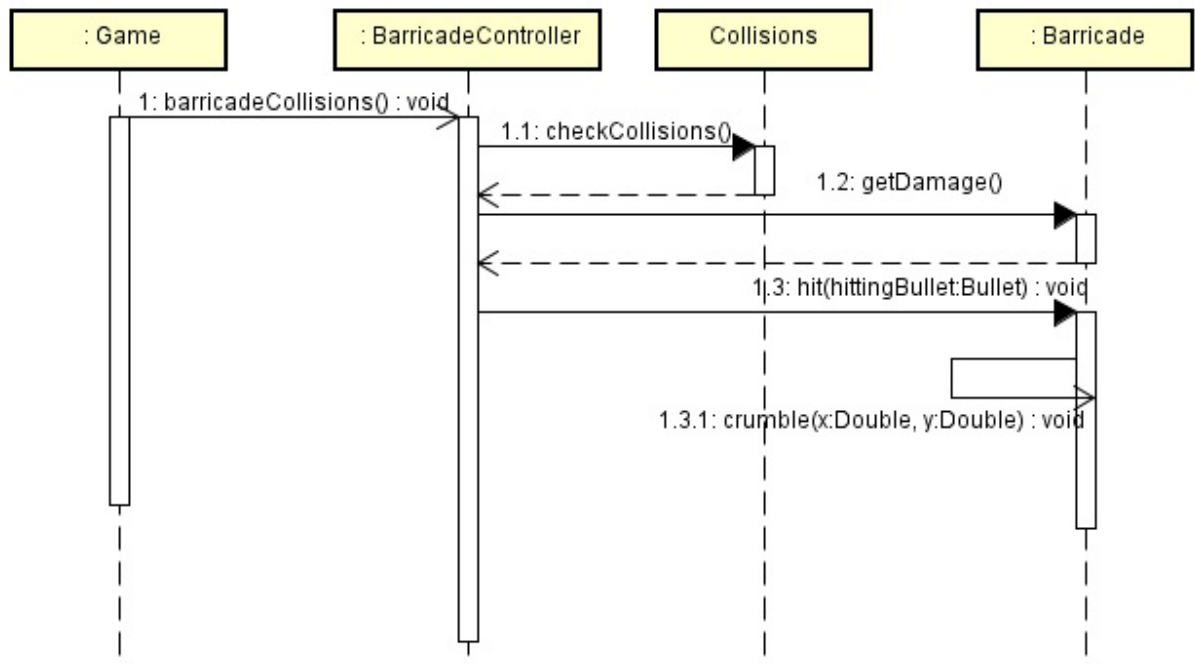 : Game
: BarricadeController
Collisions
: Barricade
1: barricadeCollisions() : void
1.1: checkCollisions()
1.2: getDamage()
1.3: hit(hittingBullet:Bullet) : void
1.3.1: crumble(x:Double, y:Double) : void